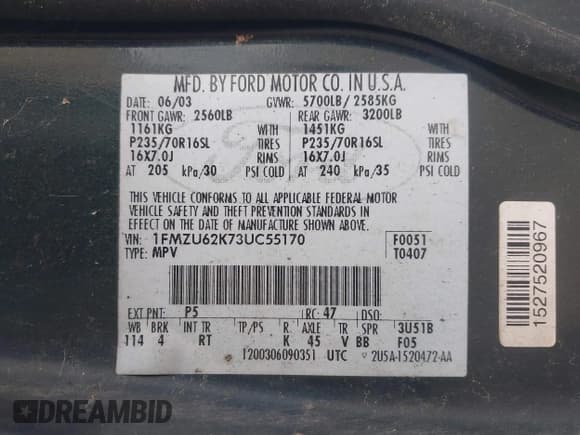 MFD. BY FORD MOTOR CO. IN U.S.A.
DATE: 06/03 GVWR: 5700LB/ 2585KG
FRONT GAWR: 2560LB REAR GAWR: 3200LB
1161KG WITH 1451KG WITH
P235/70R16SL TIRES P235/70R16SL TIRES
16X7.0J RIMS 16X7.0J RIMS
AT 205 kPa/30 PSI COLD AT 240 kPa/35 PSI COLD
Ford
THIS VEHICLE CONFORMS TO ALL APPLICABLE FEDERAL MOTOR
VEHICLE SAFETY AND THEFT PREVENTION STANDARDS IN
EFFECT ON THE DATE OF MANUFACTURE SHOWN ABOVE.
VIN: 1FMZU62K73UC55170 F0051
TYPE: MPV T0407
EXT PNT: P5 RC: 47 DSO:
WB BRK INT TR TP/PS R AXLE TR SPR 3U51B
114 4 RT K 45 V BB F05
1200306090351 UTC 2U5A-1520472-AA
1527520967
DREAMBID
START WINNING TODAY